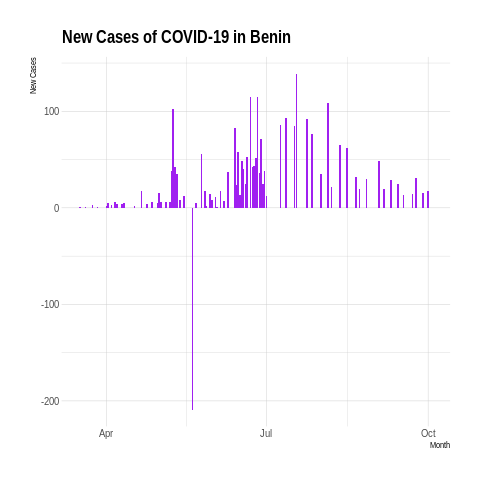 New Cases of COVID-19 in Benin
New Cases
100
0
-100
-200
Apr
Jul
Oct
Month